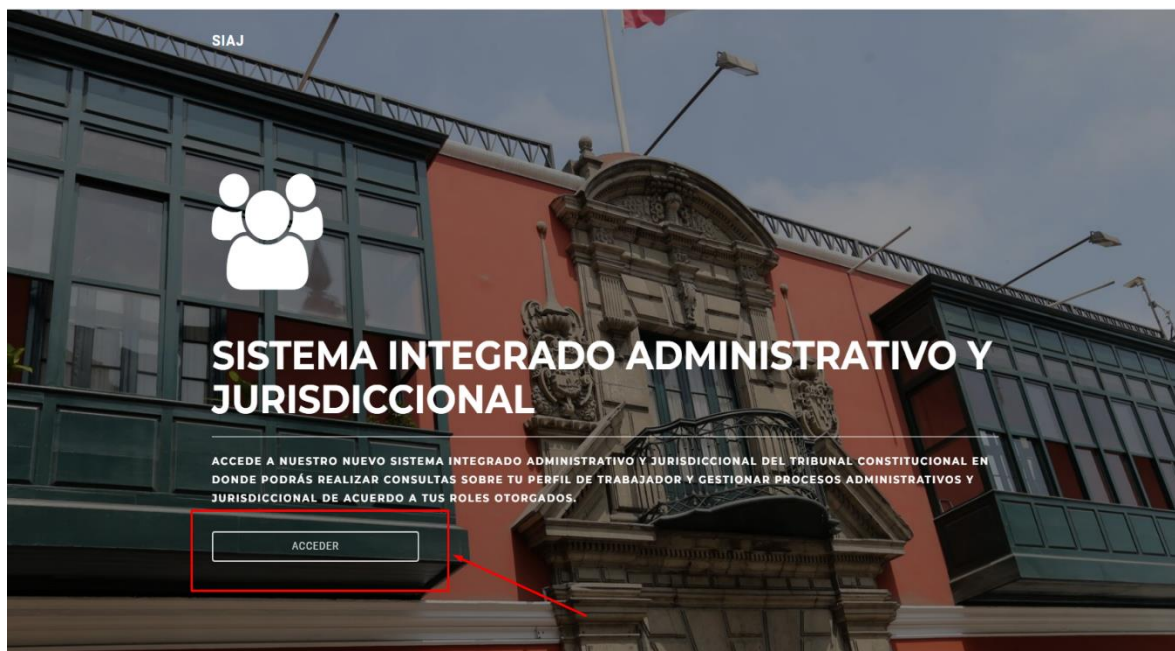 SIAJ
SISTEMA INTEGRADO ADMINISTRATIVO Y
JURISDICCIONAL
ACCEDE A NUESTRO NUEVO SISTEMA INTEGRADO ADMINISTRATIVO Y JURISDICCIONAL DEL TRIBUNAL CONSTITUCIONAL EN
DONDE PODRÁS REALIZAR CONSULTAS SOBRE TU PERFIL DE TRABAJADOR Y GESTIONAR PROCESOS ADMINISTRATIVOS Y
JURISDICCIONAL DE ACUERDO A TUS ROLES OTORGADOS.
ACCEDER